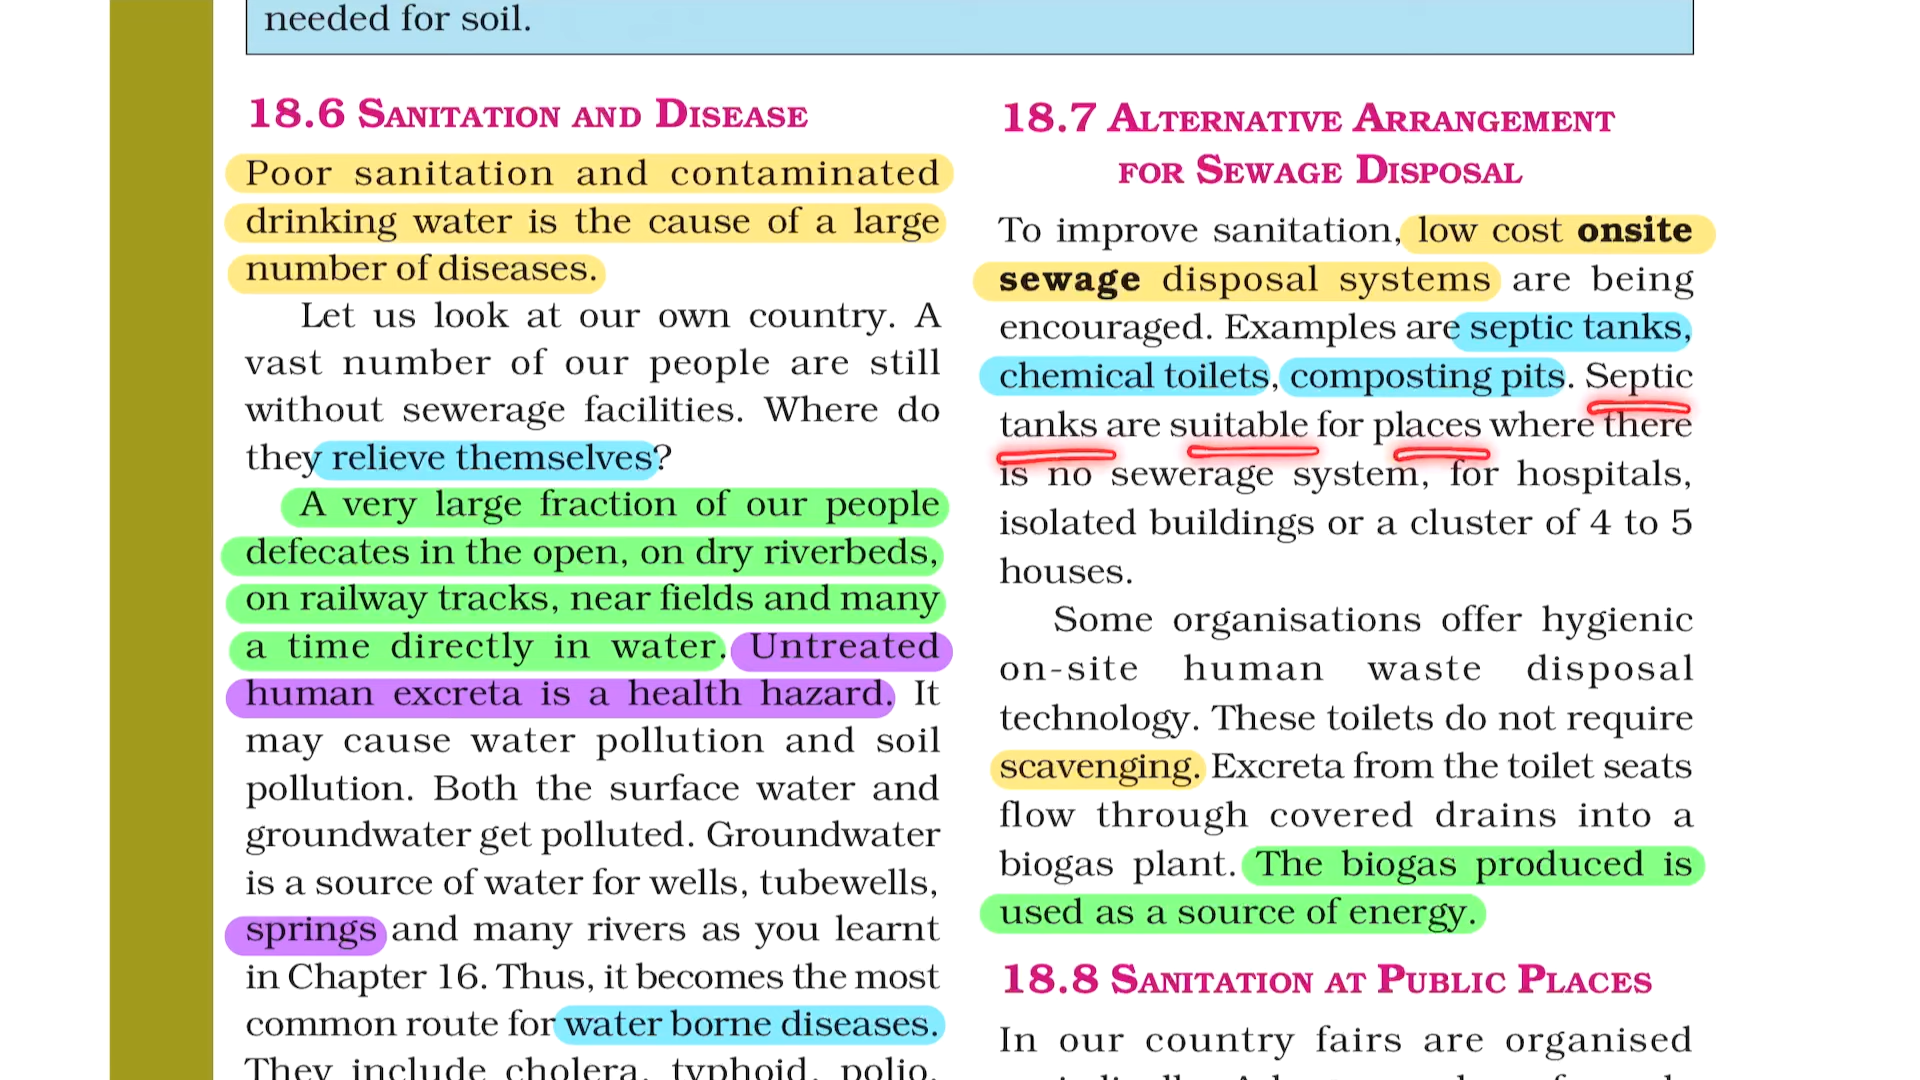 needed for soil.
18.6 SANITATION AND DISEASE
Poor sanitation and contaminated
drinking water is the cause of a large
number of diseases.
Let us look at our own country. A
vast number of our people are still
without sewerage facilities. Where do
they relieve themselves?
A very large fraction of our people
defecates in the open, on dry riverbeds,
on railway tracks, near fields and many
a time directly in water. Untreated
human excreta is a health hazard. It
may cause water pollution and soil
pollution. Both the surface water and
groundwater get polluted. Groundwater
is a source of water for wells, tubewells,
springs and many rivers as you learnt
in Chapter 16. Thus, it becomes the most
common route for water borne diseases.
They include cholera, typhoid, polio,
18.7 ALTERNATIVE ARRANGEMENT
FOR SEWAGE DISPOSAL
To improve sanitation, low cost onsite
sewage disposal systems are being
encouraged. Examples are septic tanks,
chemical toilets, composting pits. Septic
tanks are suitable for places where there
is no sewerage system, for hospitals,
isolated buildings or a cluster of 4 to 5
houses.
Some organisations offer hygienic
on-site human waste disposal
technology. These toilets do not require
scavenging. Excreta from the toilet seats
flow through covered drains into a
biogas plant. The biogas produced is
used as a source of energy.
18.8 SANITATION AT PUBLIC PLACES
In our country fairs are organised